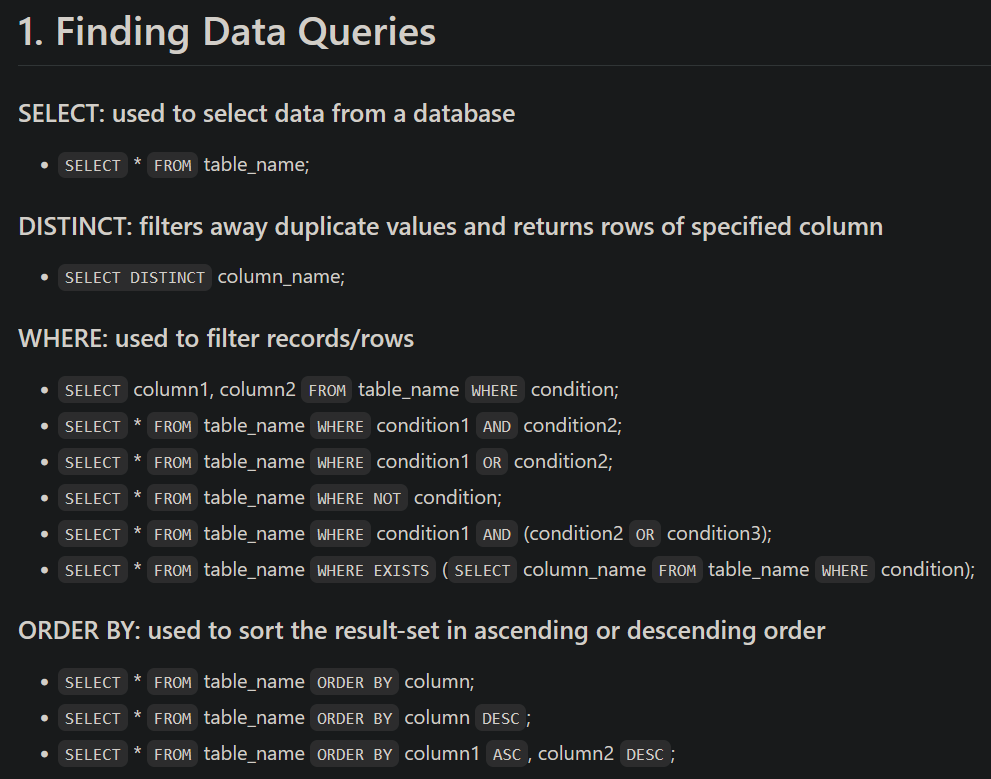 1. Finding Data Queries
SELECT: used to select data from a database
• SELECT * FROM table_name;
DISTINCT: filters away duplicate values and returns rows of specified column
• SELECT DISTINCT column_name;
WHERE: used to filter records/rows
• SELECT column1, column2 FROM table_name WHERE condition;
• SELECT * FROM table_name WHERE condition1 AND condition2;
• SELECT * FROM table_name WHERE condition1 OR condition2;
• SELECT * FROM table_name WHERE NOT condition;
• SELECT * FROM table_name WHERE condition1 AND (condition2 OR condition3);
• SELECT * FROM table_name WHERE EXISTS (SELECT column_name FROM table_name WHERE condition);
ORDER BY: used to sort the result-set in ascending or descending order
• SELECT * FROM table_name ORDER BY column;
• SELECT * FROM table_name ORDER BY column DESC;
• SELECT * FROM table_name ORDER BY column1 ASC, column2 DESC;